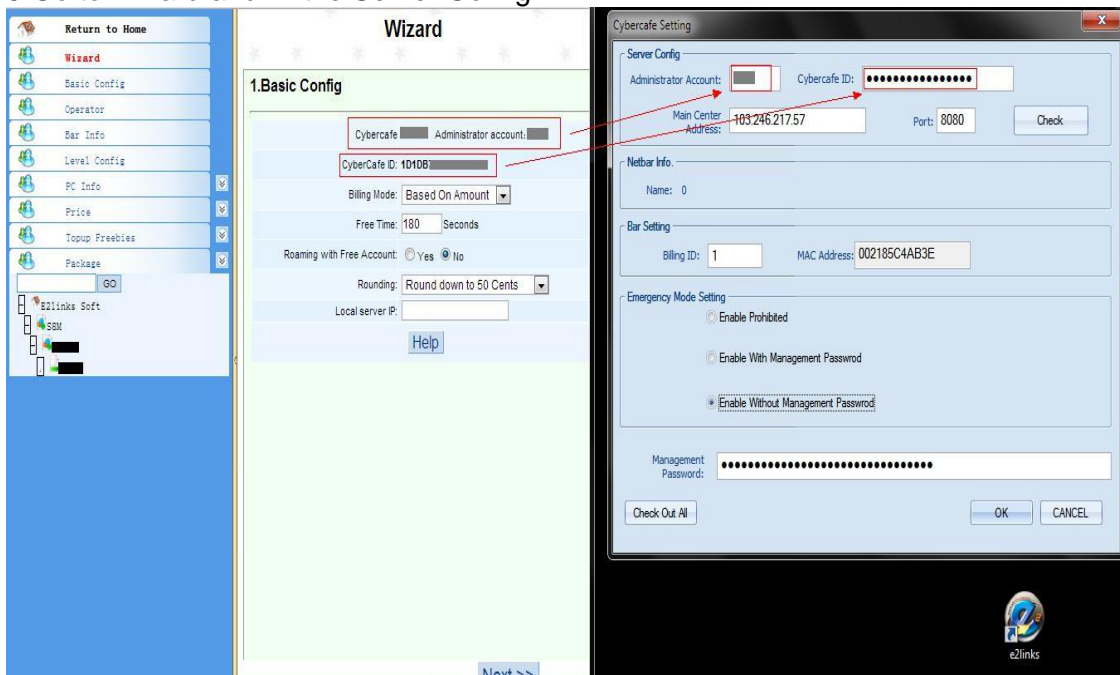 Return to Home
Wizard
Basic Config
Operator
Bar Info
Level Config
PC Info
Price
Topup Freebies
Package
GO
E2links Soft
SBM
Wizard
1.Basic Config
Cybercafe Administrator account:
CyberCafe ID: 1D1DB
Billing Mode: Based On Amount
Free Time: 180 Seconds
Roaming with Free Account: Yes No
Rounding: Round down to 50 Cents
Local server IP:
Help
Next >>
Cybercafe Setting
Server Config
Administrator Account: Cybercafe ID: ●●●●●●●●●●●●●●●●
Main Center Address: 103.246.217.57 Port: 8080 Check
Netbar Info.
Name: 0
Bar Setting
Billing ID: 1 MAC Address: 002185C4AB3E
Emergency Mode Setting
Enable Prohibited
Enable With Management Passwrod
Enable Without Management Passwrod
Management Password: ●●●●●●●●●●●●●●●●●●●●●●●●●●●●●●●●
Check Out All OK CANCEL
e2links